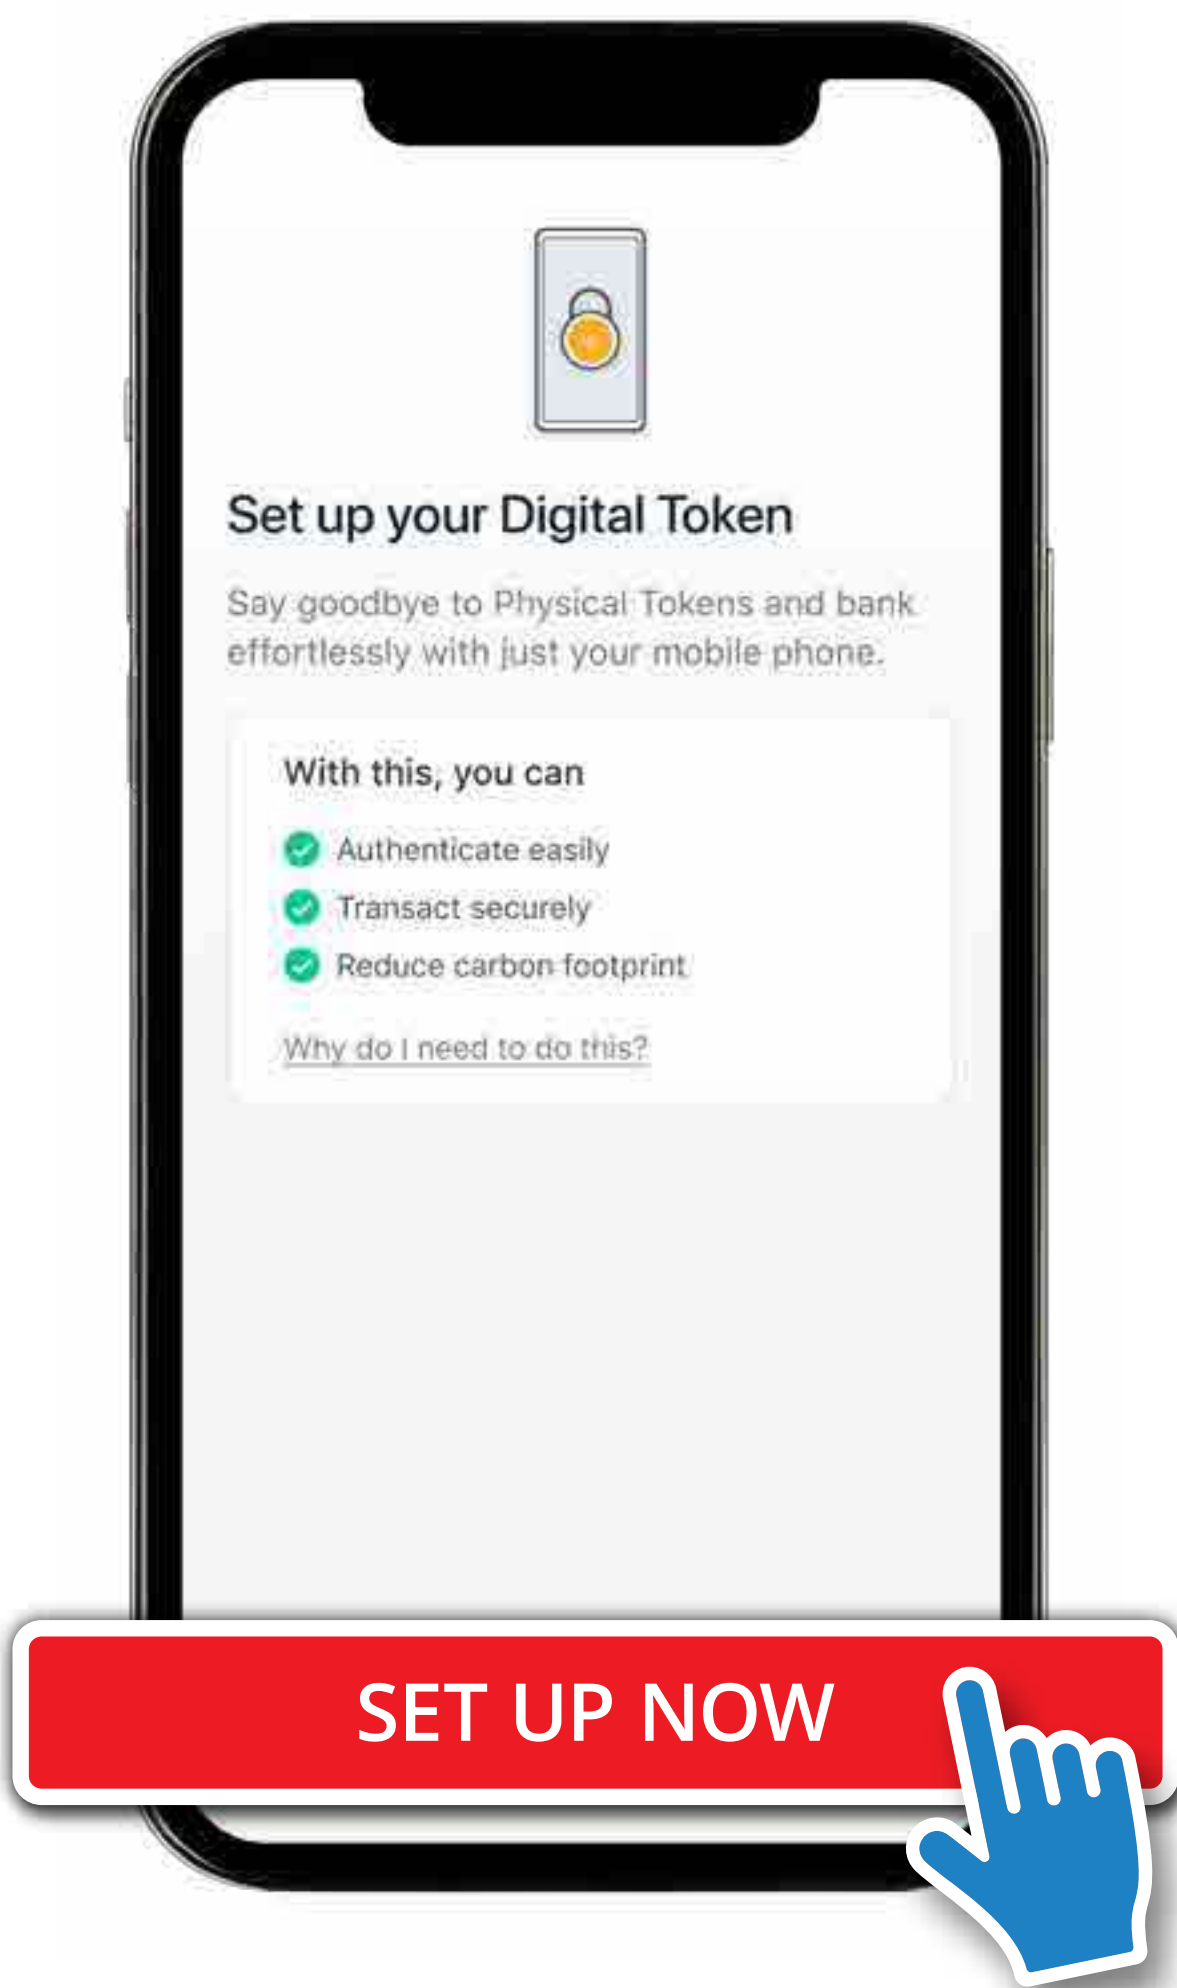 Set up your Digital Token
Say goodbye to Physical Tokens and bank
effortlessly with just your mobile phone.
With this, you can
Authenticate easily
Transact securely
Reduce carbon footprint
Why do I need to do this?
SET UP NOW